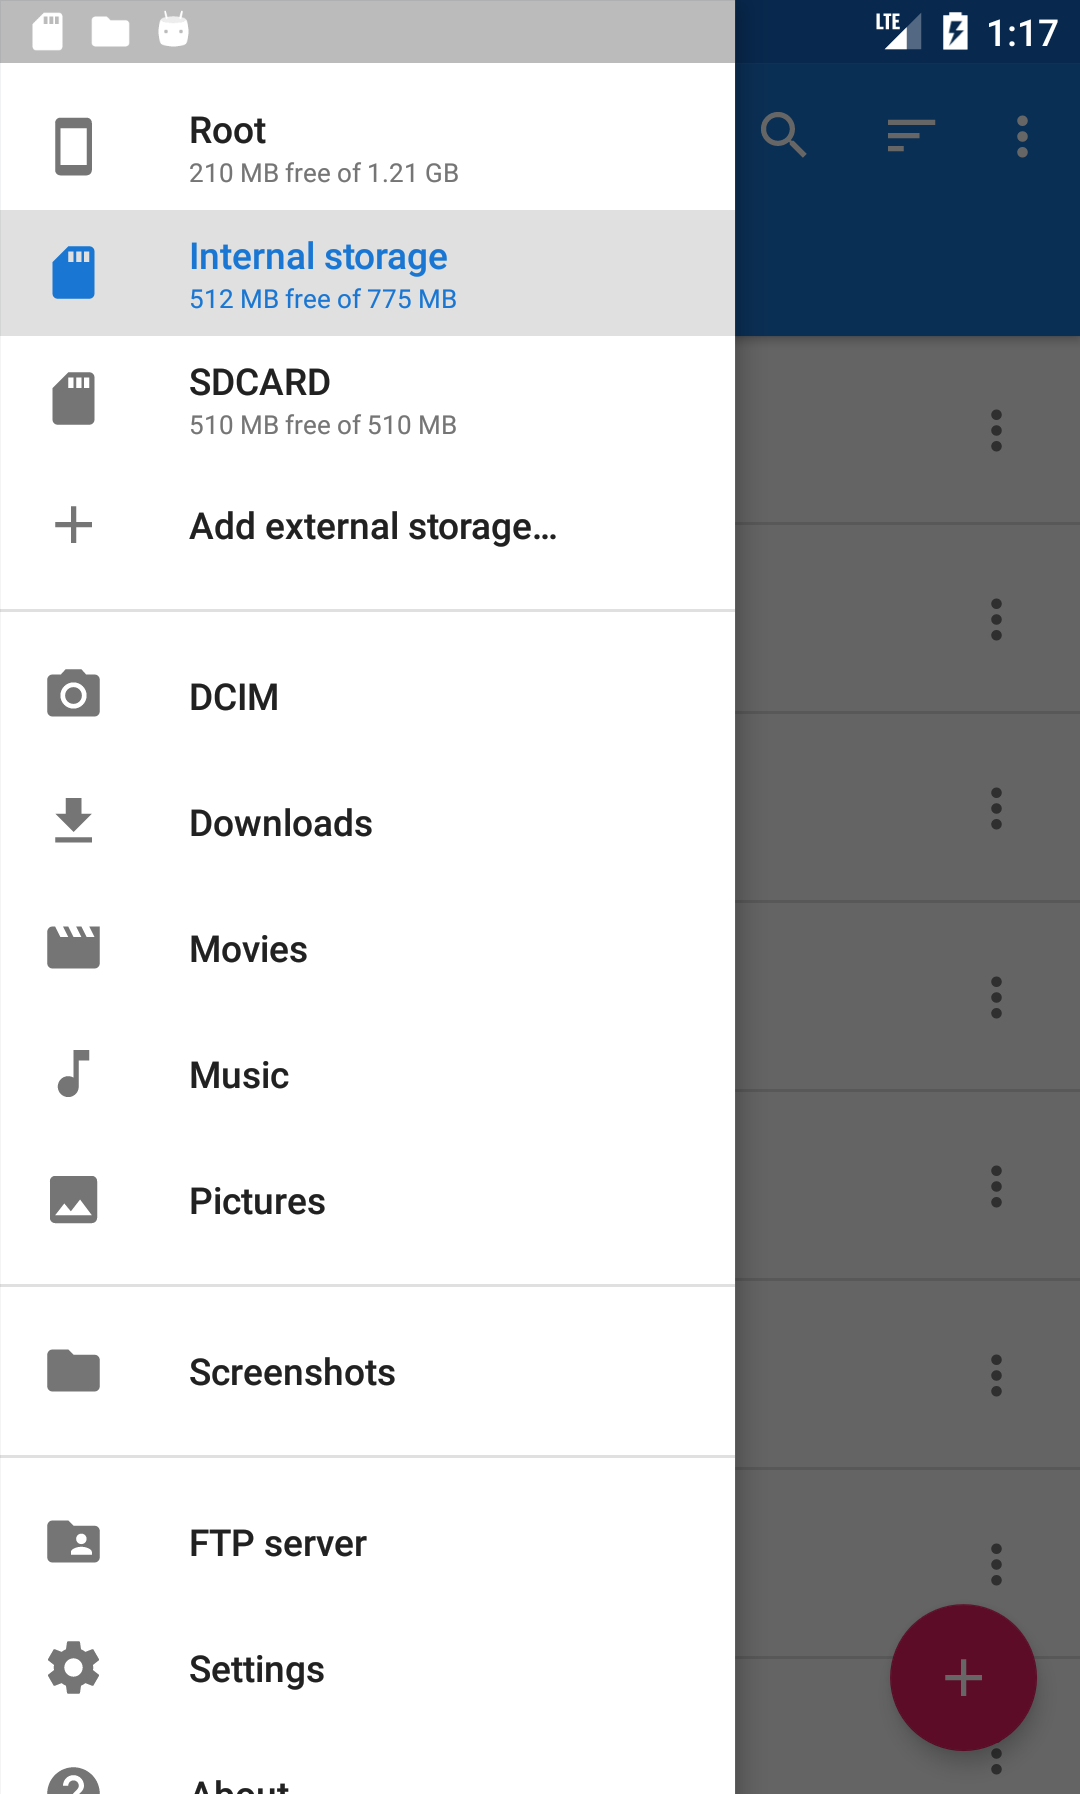 LTE 1:17
Root
210 MB free of 1.21 GB
Internal storage
512 MB free of 775 MB
SDCARD
510 MB free of 510 MB
Add external storage…
DCIM
Downloads
Movies
Music
Pictures
Screenshots
FTP server
Settings
About